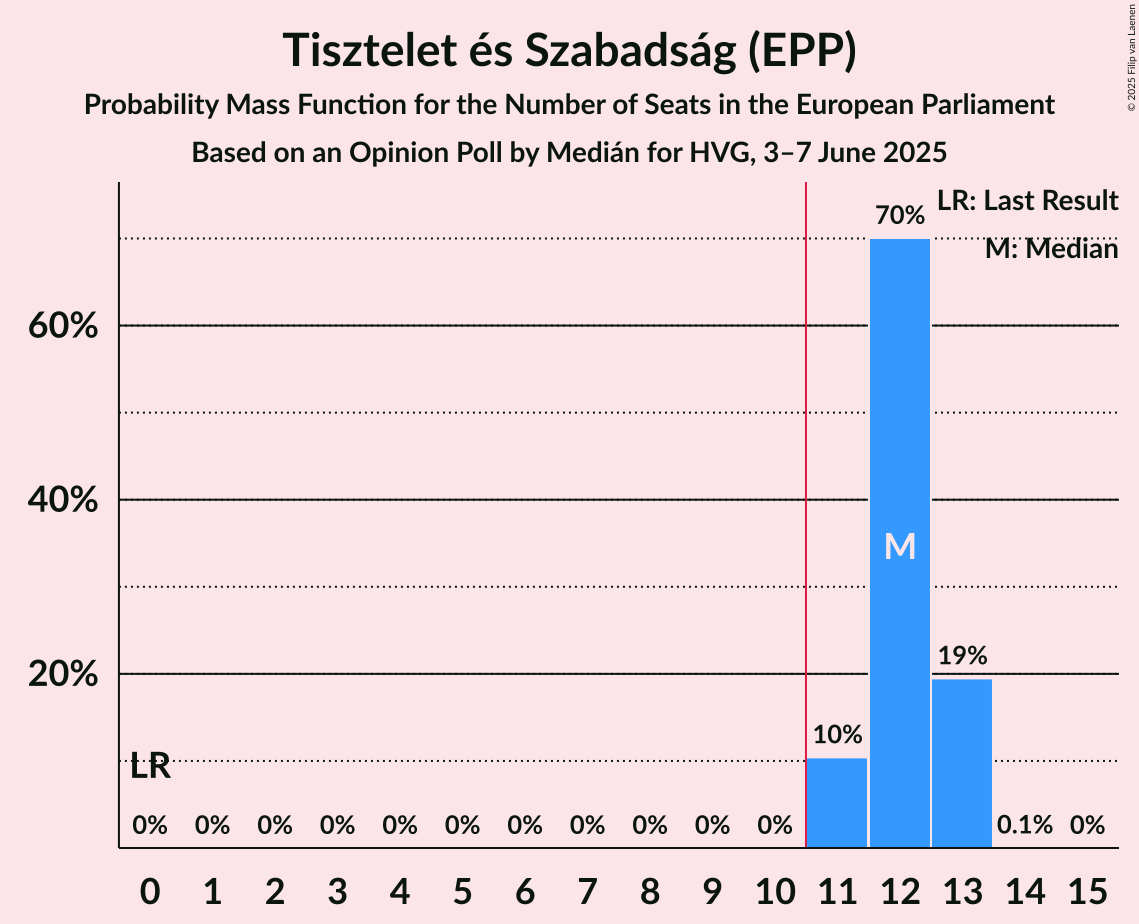 Tisztelet és Szabadság (EPP)
Probability Mass Function for the Number of Seats in the European Parliament
Based on an Opinion Poll by Medián for HVG, 3–7 June 2025
© 2025 Filip van Laenen
LR: Last Result
M: Median
70%
60%
40%
M
20%
19%
10%
LR
0% 0% 0% 0% 0% 0% 0% 0% 0% 0% 0% 0.1% 0%
0 1 2 3 4 5 6 7 8 9 10 11 12 13 14 15